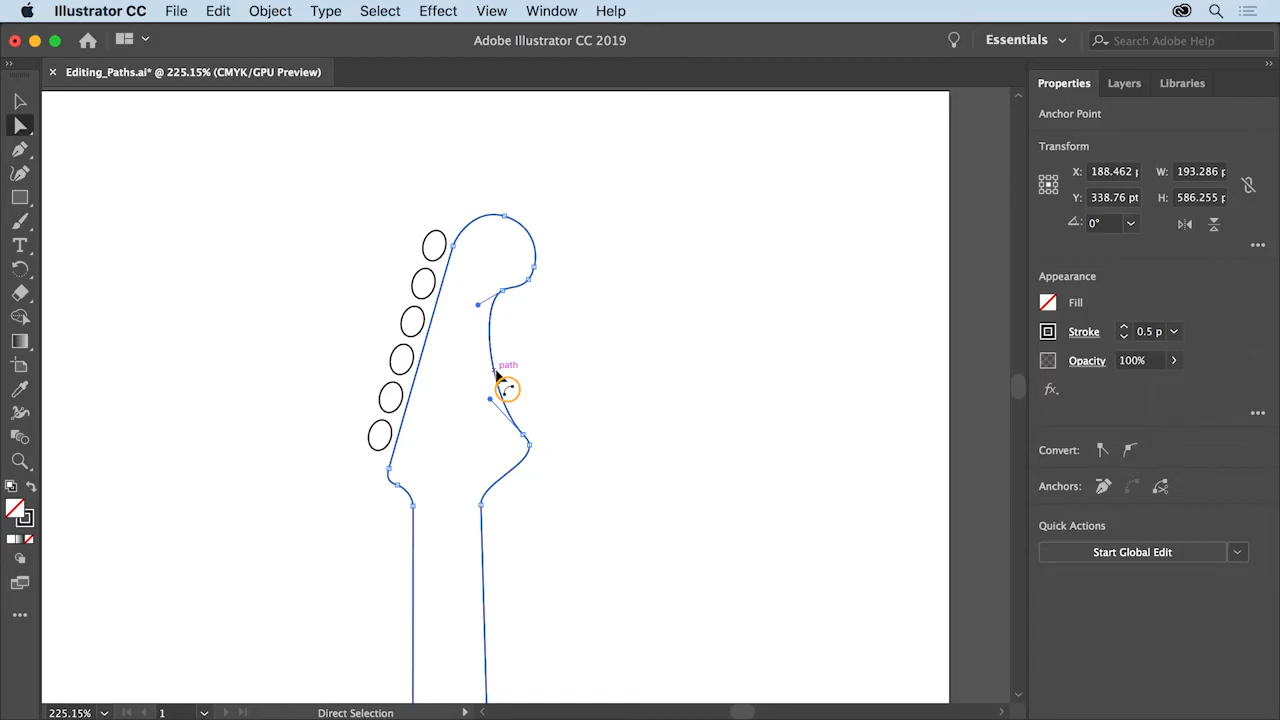 Illustrator CC File Edit Object Type Select Effect View Window Help
Adobe Illustrator CC 2019
Essentials
Search Adobe Help
× Editing_Paths.ai* @ 225.15% (CMYK/GPU Preview)
Properties Layers Libraries
Anchor Point
Transform
X: 188.462 p W: 193.286 p
Y: 338.76 pt H: 586.255 p
0°
Appearance
Fill
Stroke 0.5 p
Opacity 100%
fx.
path
Convert:
Anchors:
Quick Actions
Start Global Edit
225.15% 1 Direct Selection